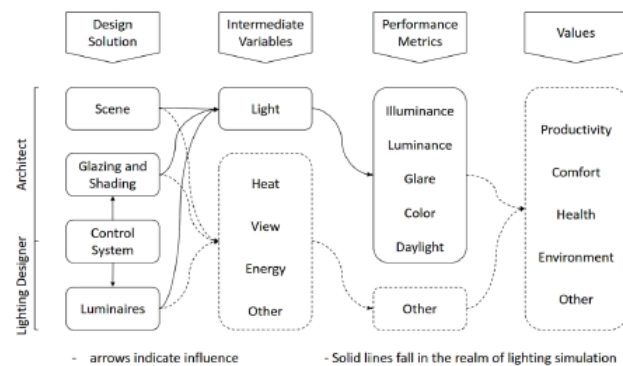 Design
Solution
Intermediate
Variables
Performance
Metrics
Values
Architect
Lighting Designer
Scene
Glazing and
Shading
Control
System
Luminaires
Light
Heat
View
Energy
Other
Illuminance
Luminance
Glare
Color
Daylight
Other
Productivity
Comfort
Health
Environment
Other
- arrows indicate influence
- Solid lines fall in the realm of lighting simulation